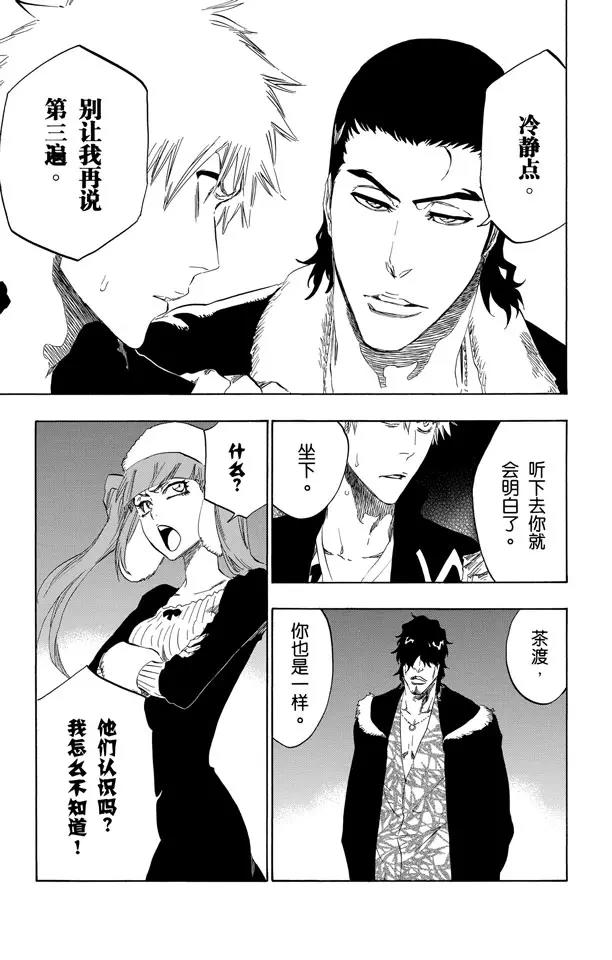 冷静点。
别让我再说
第三遍。
听下去你就
会明白了。
坐下。
茶渡，
你也是一样。
什么？
他们认识吗？
我怎么不知道！